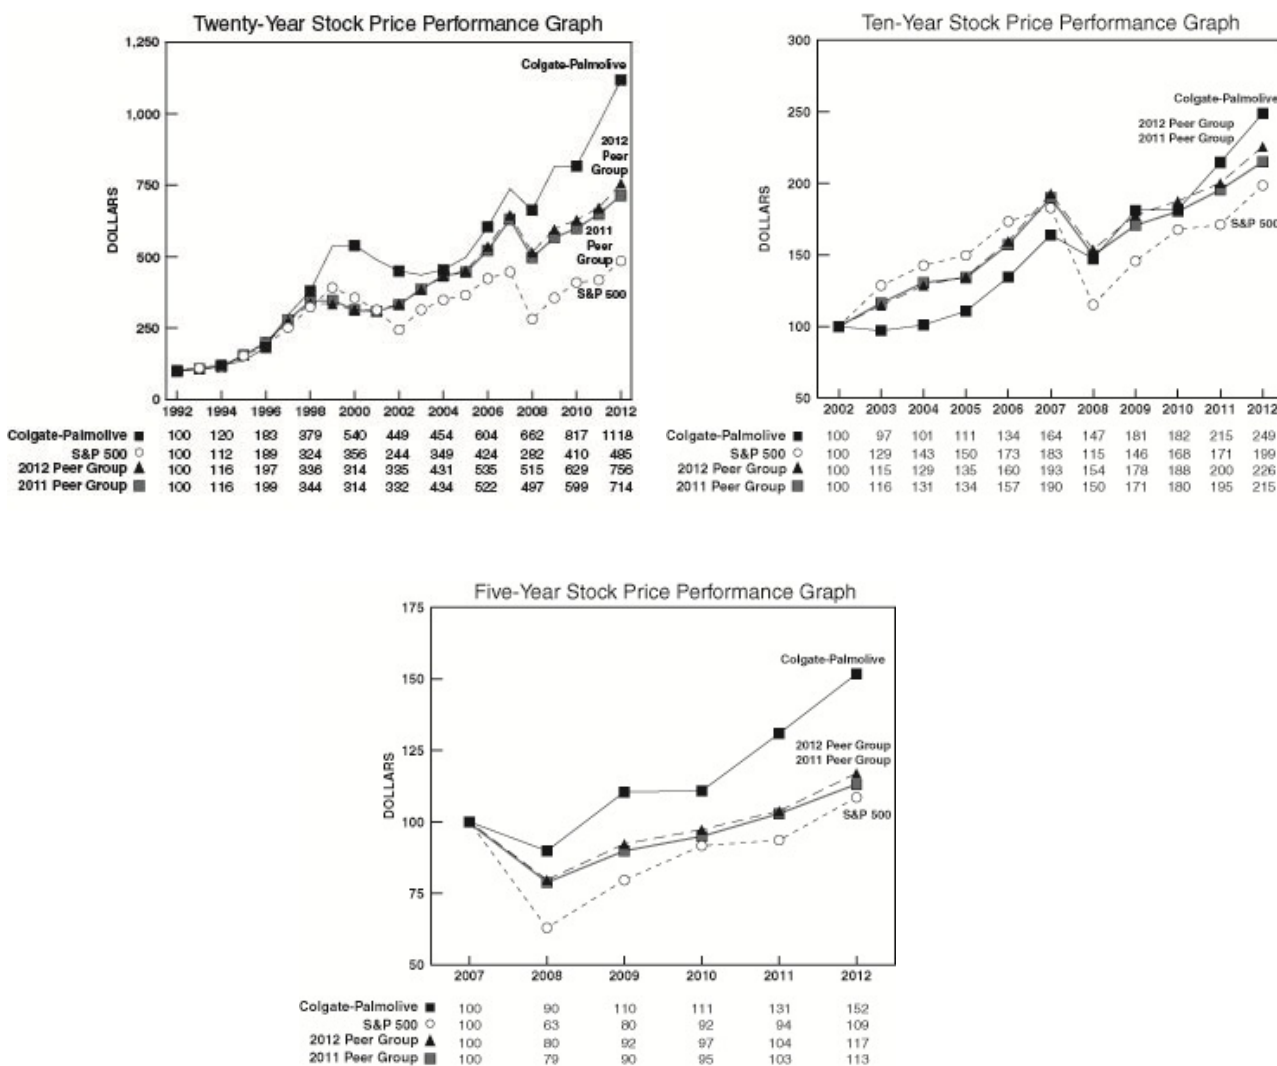 Twenty-Year Stock Price Performance Graph
1,250
1,000
750
500
250
0
DOLLARS
Colgate-Palmolive
2012
Peer
Group
2011
Peer
Group
S&P 500
1992 1994 1996 1998 2000 2002 2004 2006 2008 2010 2012
Colgate-Palmolive 100 120 183 379 540 449 454 604 662 817 1118
S&P 500 100 112 189 324 356 244 349 424 282 410 485
2012 Peer Group 100 116 197 336 314 335 431 535 515 629 756
2011 Peer Group 100 116 199 344 314 332 434 522 497 599 714
Ten-Year Stock Price Performance Graph
300
250
200
150
100
50
DOLLARS
Colgate-Palmolive
2012 Peer Group
2011 Peer Group
S&P 500
2002 2003 2004 2005 2006 2007 2008 2009 2010 2011 2012
Colgate-Palmolive 100 97 101 111 134 164 147 181 182 215 249
S&P 500 100 129 143 150 173 183 115 146 168 171 199
2012 Peer Group 100 115 129 135 160 193 154 178 188 200 226
2011 Peer Group 100 116 131 134 157 190 150 171 180 195 215
Five-Year Stock Price Performance Graph
175
150
125
100
75
50
DOLLARS
Colgate-Palmolive
2012 Peer Group
2011 Peer Group
S&P 500
2007 2008 2009 2010 2011 2012
Colgate-Palmolive 100 90 110 111 131 152
S&P 500 100 63 80 92 94 109
2012 Peer Group 100 80 92 97 104 117
2011 Peer Group 100 79 90 95 103 113